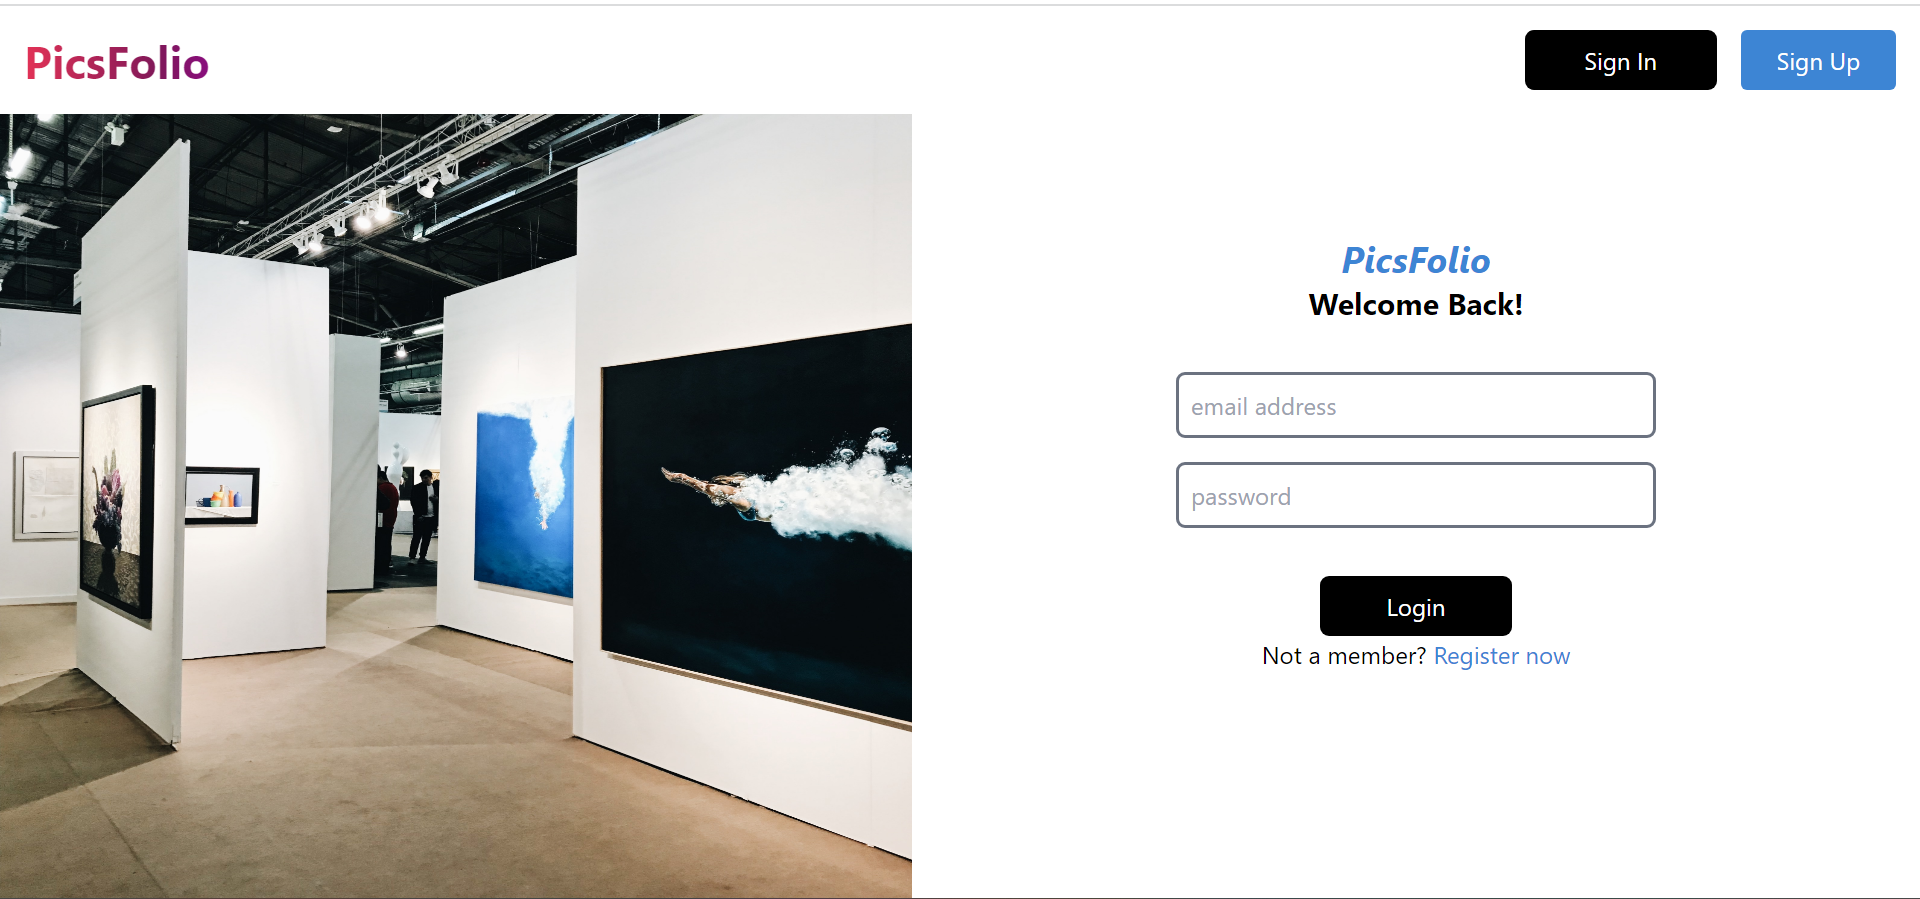 PicsFolio
Sign In
Sign Up
PicsFolio
Welcome Back!
email address
password
Login
Not a member? Register now